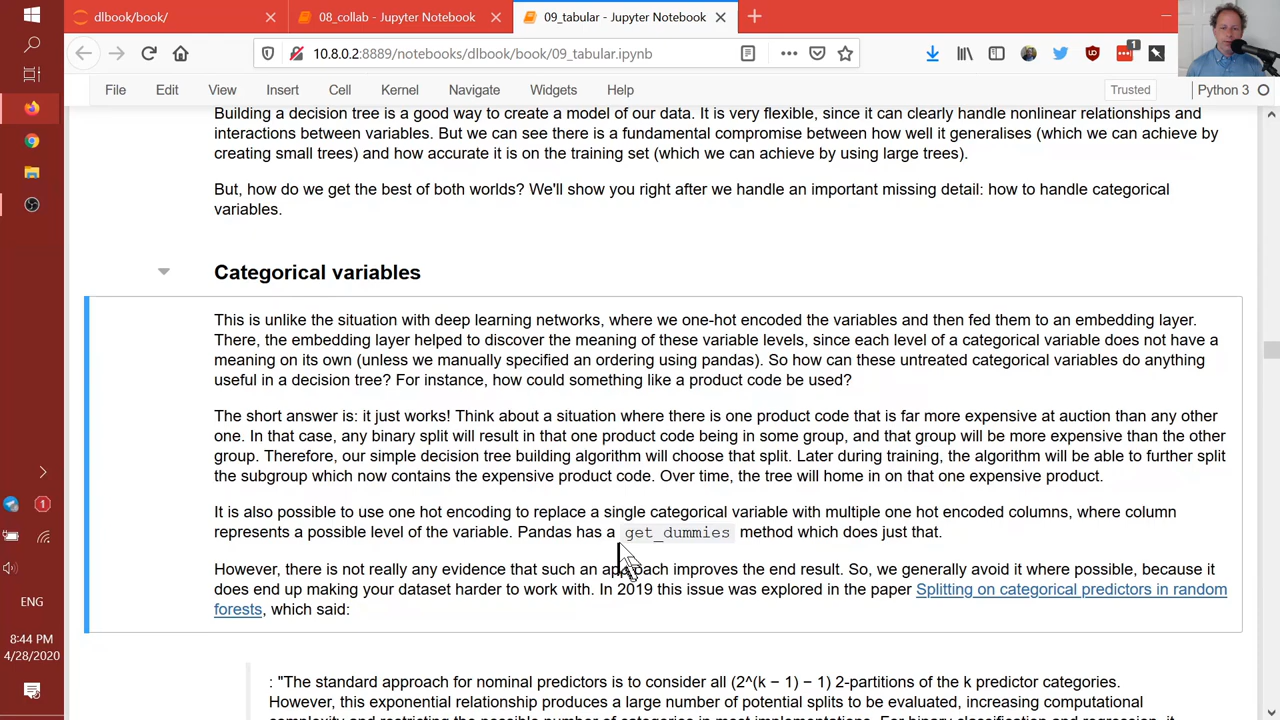 dlbook/book/
08_collab - Jupyter Notebook
09_tabular - Jupyter Notebook
10.8.0.2:8889/notebooks/dlbook/book/09_tabular.ipynb
1
File Edit View Insert Cell Kernel Navigate Widgets Help
Trusted
Python 3
Building a decision tree is a good way to create a model of our data. It is very flexible, since it can clearly handle nonlinear relationships and
interactions between variables. But we can see there is a fundamental compromise between how well it generalises (which we can achieve by
creating small trees) and how accurate it is on the training set (which we can achieve by using large trees).
But, how do we get the best of both worlds? We'll show you right after we handle an important missing detail: how to handle categorical
variables.
Categorical variables
This is unlike the situation with deep learning networks, where we one-hot encoded the variables and then fed them to an embedding layer.
There, the embedding layer helped to discover the meaning of these variable levels, since each level of a categorical variable does not have a
meaning on its own (unless we manually specified an ordering using pandas). So how can these untreated categorical variables do anything
useful in a decision tree? For instance, how could something like a product code be used?
The short answer is: it just works! Think about a situation where there is one product code that is far more expensive at auction than any other
one. In that case, any binary split will result in that one product code being in some group, and that group will be more expensive than the other
group. Therefore, our simple decision tree building algorithm will choose that split. Later during training, the algorithm will be able to further split
the subgroup which now contains the expensive product code. Over time, the tree will home in on that one expensive product.
It is also possible to use one hot encoding to replace a single categorical variable with multiple one hot encoded columns, where column
represents a possible level of the variable. Pandas has a get_dummies method which does just that.
However, there is not really any evidence that such an approach improves the end result. So, we generally avoid it where possible, because it
does end up making your dataset harder to work with. In 2019 this issue was explored in the paper Splitting on categorical predictors in random
forests, which said:
: "The standard approach for nominal predictors is to consider all (2^(k − 1) − 1) 2-partitions of the k predictor categories.
However, this exponential relationship produces a large number of potential splits to be evaluated, increasing computational
complexity and restricting the possible number of categories in most implementations. For binary classification and regression, it
1
ENG
8:44 PM
4/28/2020